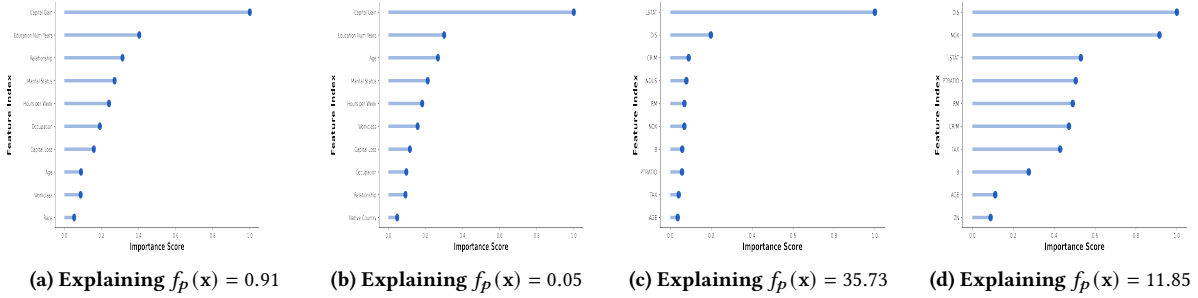 Capital Gain
Education Num Years
Relationship
Marital Status
Hours per Week
Occupation
Capital Loss
Age
Workclass
Race
Feature Index
0.0 0.2 0.4 0.6 0.8 1.0
Importance Score
(a) Explaining fp(x) = 0.91
Capital Gain
Education Num Years
Age
Marital Status
Hours per Week
Workclass
Capital Loss
Occupation
Relationship
Native Country
Feature Index
0.0 0.2 0.4 0.6 0.8 1.0
Importance Score
(b) Explaining fp(x) = 0.05
LSTAT
DIS
CRIM
INDUS
RM
NOX
B
PTRATIO
TAX
AGE
Feature Index
0.0 0.2 0.4 0.6 0.8 1.0
Importance Score
(c) Explaining fp(x) = 35.73
DIS
NOX
LSTAT
PTRATIO
RM
CRIM
TAX
B
AGE
ZN
Feature Index
0.0 0.2 0.4 0.6 0.8 1.0
Importance Score
(d) Explaining fp(x) = 11.85